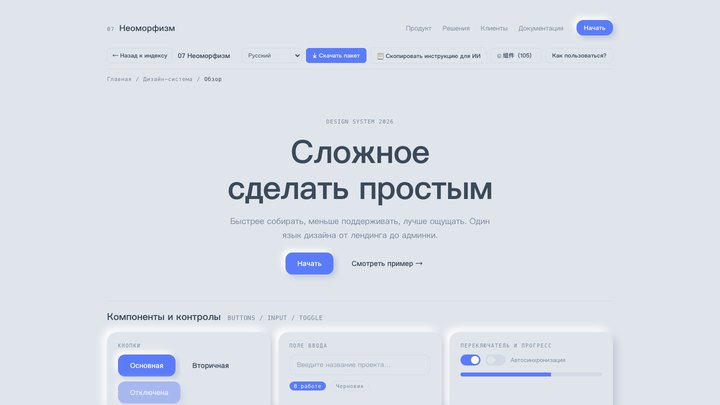 07 Неоморфизм
Продукт Решения Клиенты Документация Начать
← Назад к индексу 07 Неоморфизм Русский ⤓ Скачать пакет 📋 Скопировать инструкцию для ИИ ⎋ 組件 (105) Как пользоваться?
Главная / Дизайн-система / Обзор
DESIGN SYSTEM 2026
Сложное
сделать простым
Быстрее собирать, меньше поддерживать, лучше ощущать. Один
язык дизайна от лендинга до админки.
Начать Смотреть пример →
Компоненты и контролы BUTTONS / INPUT / TOGGLE
КНОПКИ
Основная Вторичная
Отключена
ПОЛЕ ВВОДА
Введите название проекта...
В работе Черновик
ПЕРЕКЛЮЧАТЕЛЬ И ПРОГРЕСС
Автосинхронизация